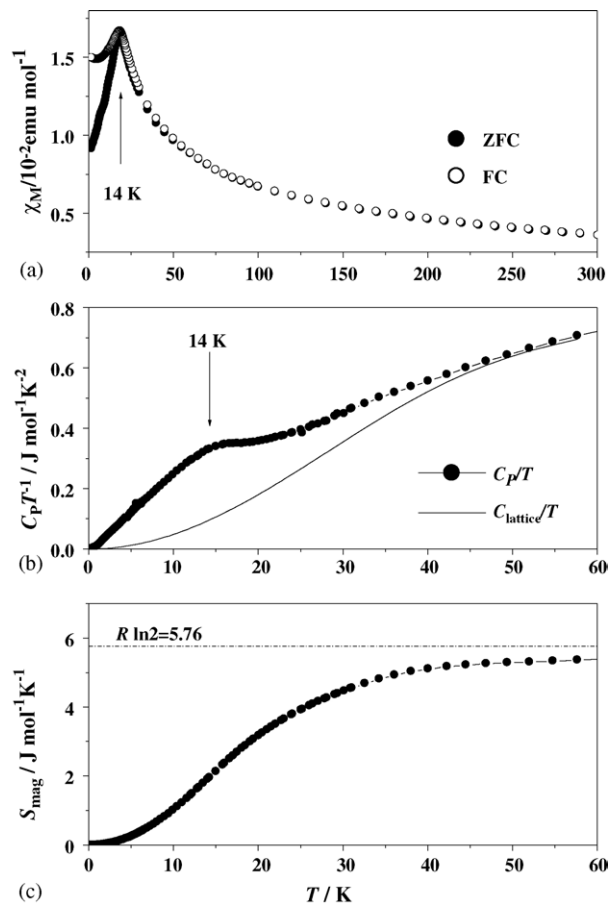 χM/10⁻²emu mol⁻¹
1.5
1.0
0.5
14 K
ZFC
FC
0 50 100 150 200 250 300
(a)
CPT⁻¹ / J mol⁻¹K⁻²
0.8
0.6
0.4
0.2
0.0
14 K
CP/T
Clattice/T
0 10 20 30 40 50 60
(b)
Smag / J mol⁻¹K⁻¹
8
6
4
2
0
R ln2=5.76
0 10 20 30 40 50 60
(c)
T / K